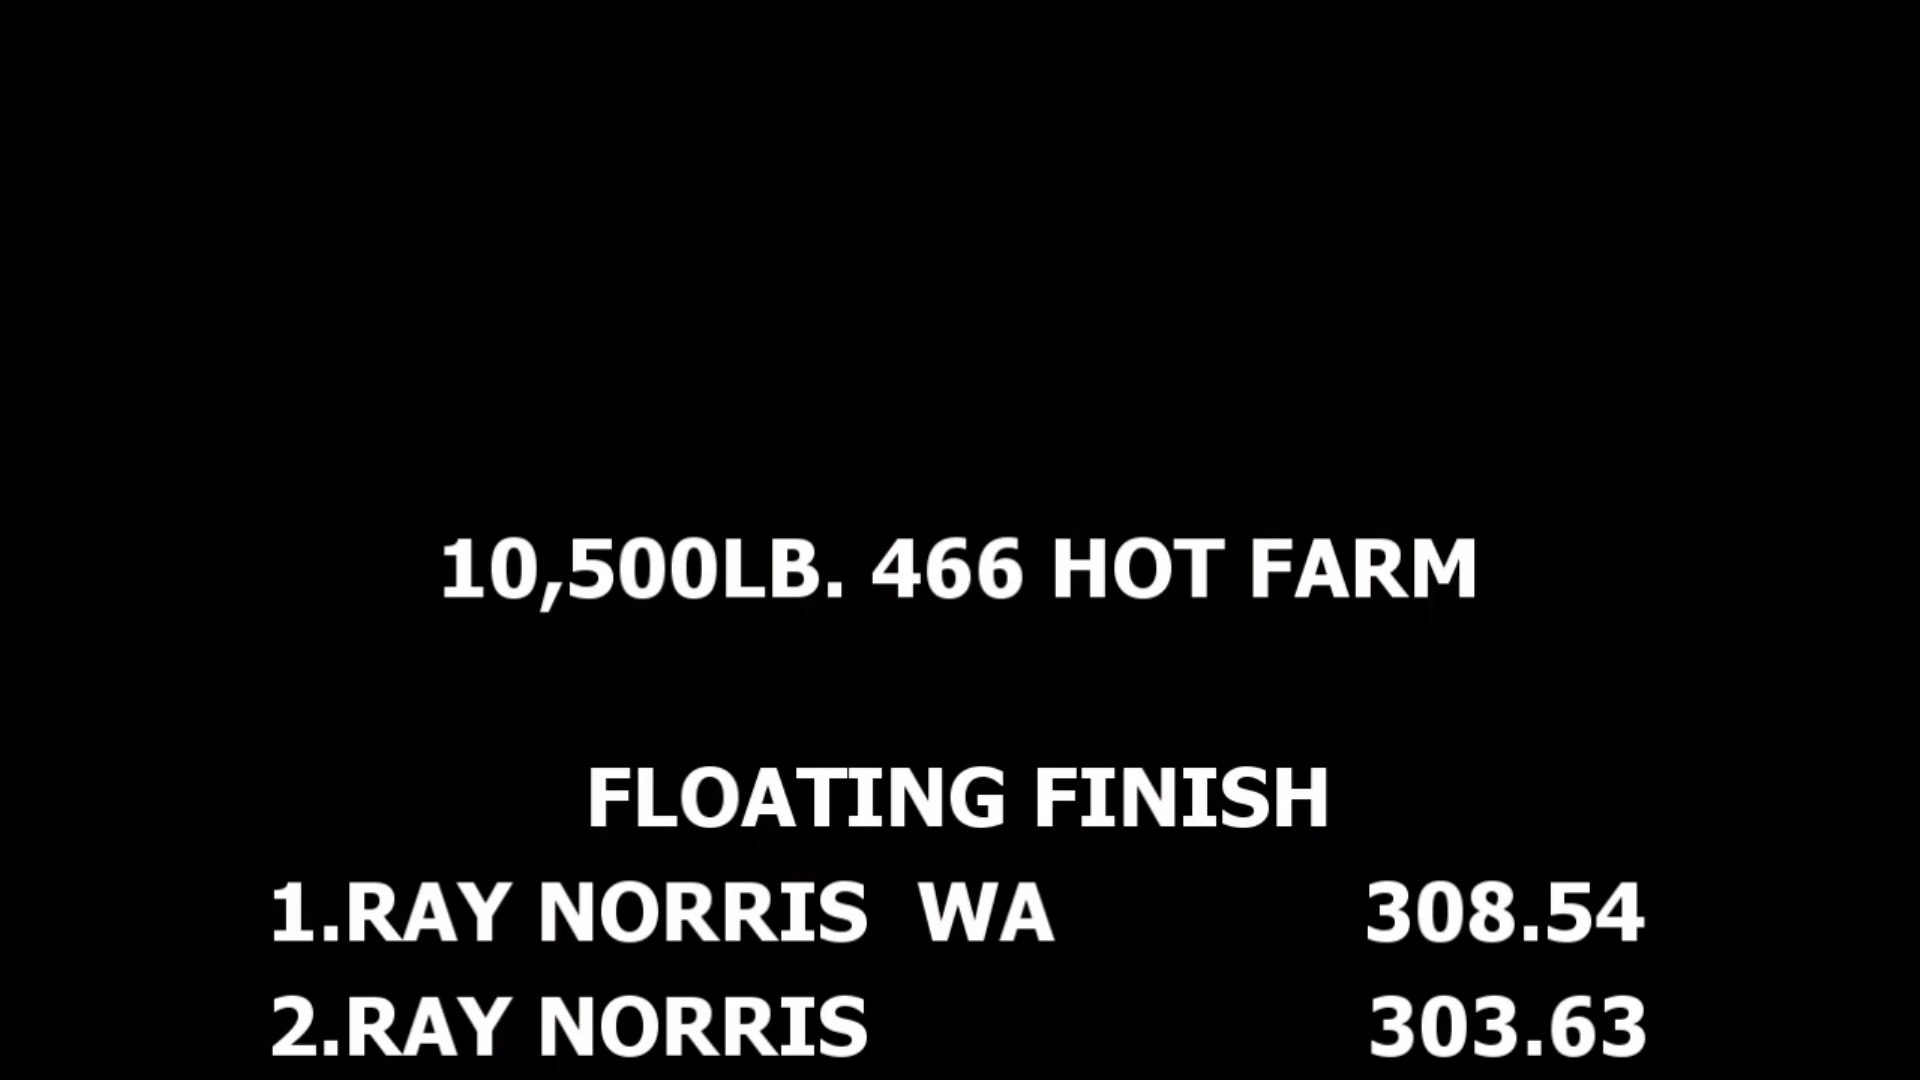 10,500LB. 466 HOT FARM
FLOATING FINISH
1.RAY NORRIS  WA 308.54
2.RAY NORRIS 303.63